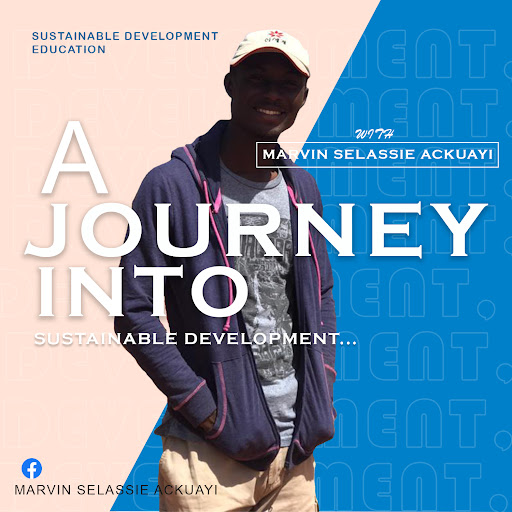 SUSTAINABLE DEVELOPMENT
EDUCATION
WITH
MARVIN SELASSIE ACKUAYI
A
JOURNEY
INTO
SUSTAINABLE DEVELOPMENT...
MARVIN SELASSIE ACKUAYI